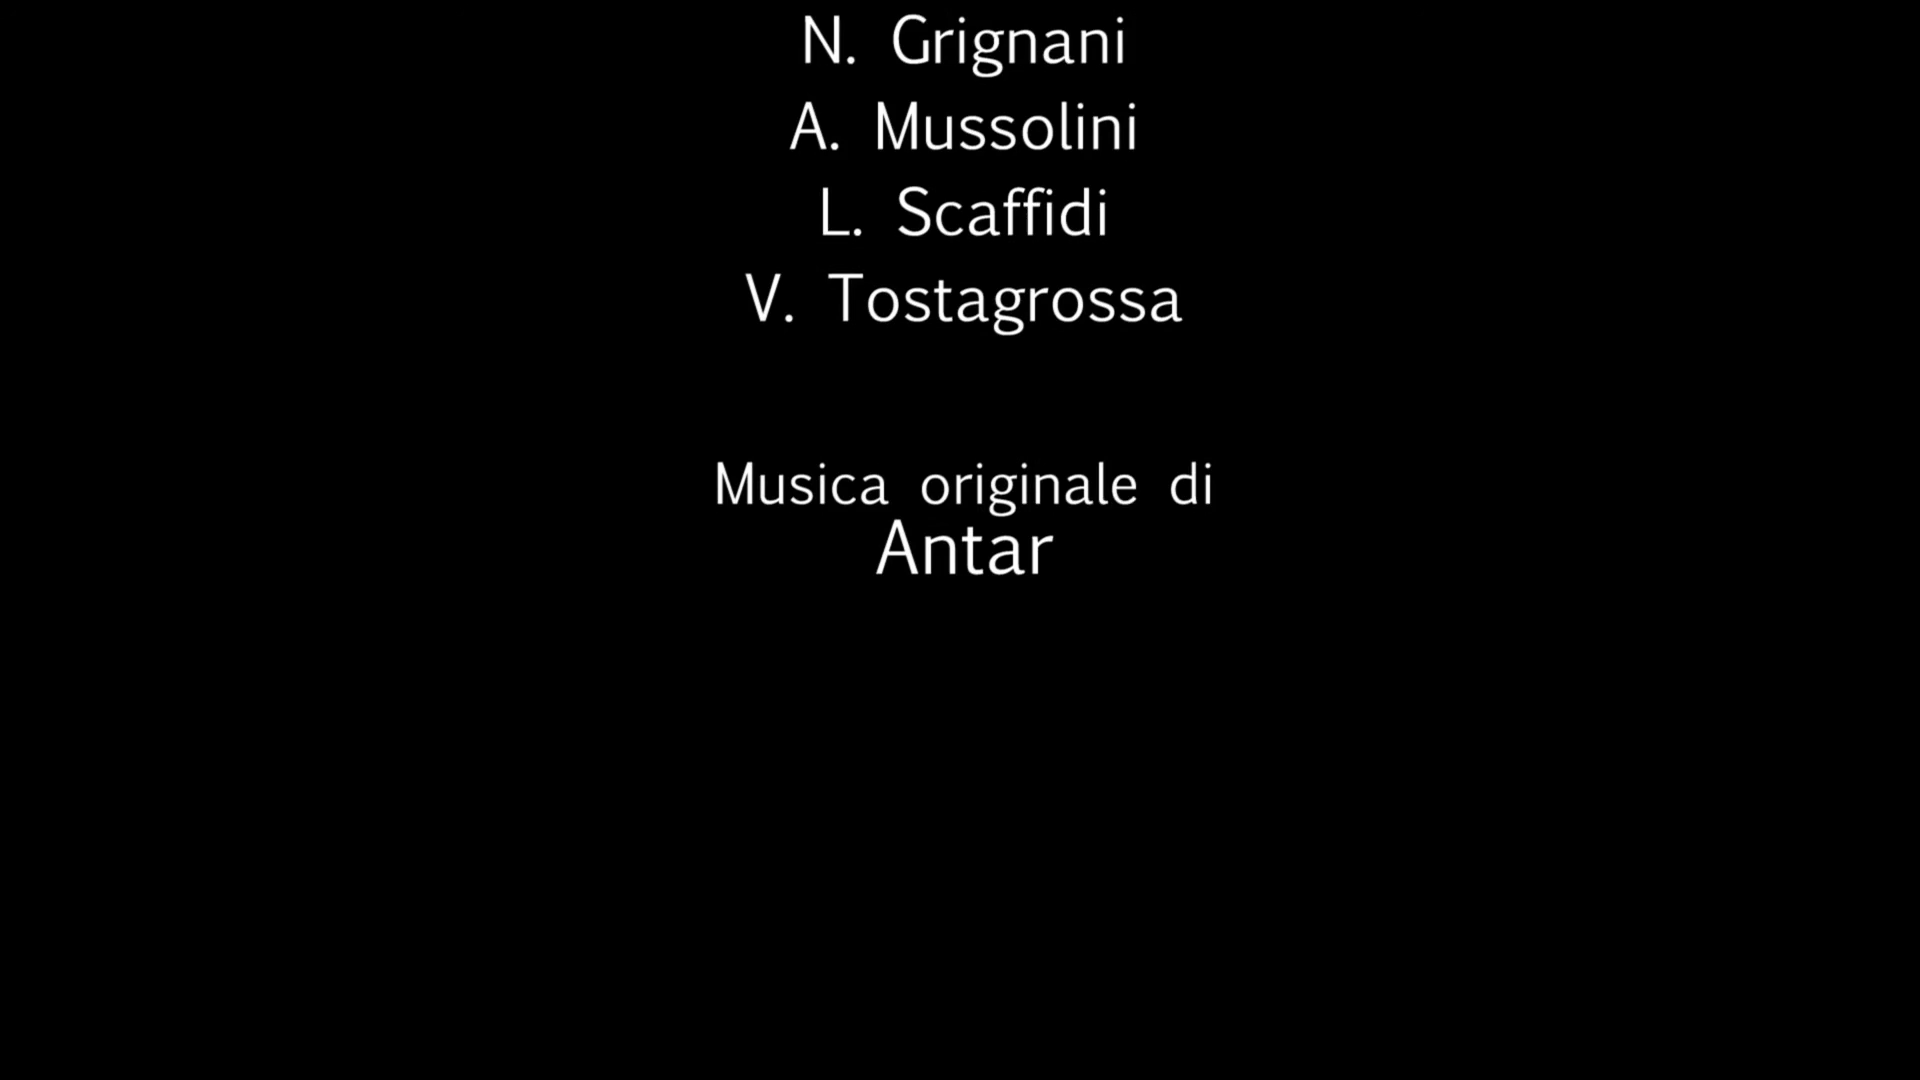 N. Grignani
A. Mussolini
L. Scaffidi
V. Tostagrossa
Musica originale di
Antar